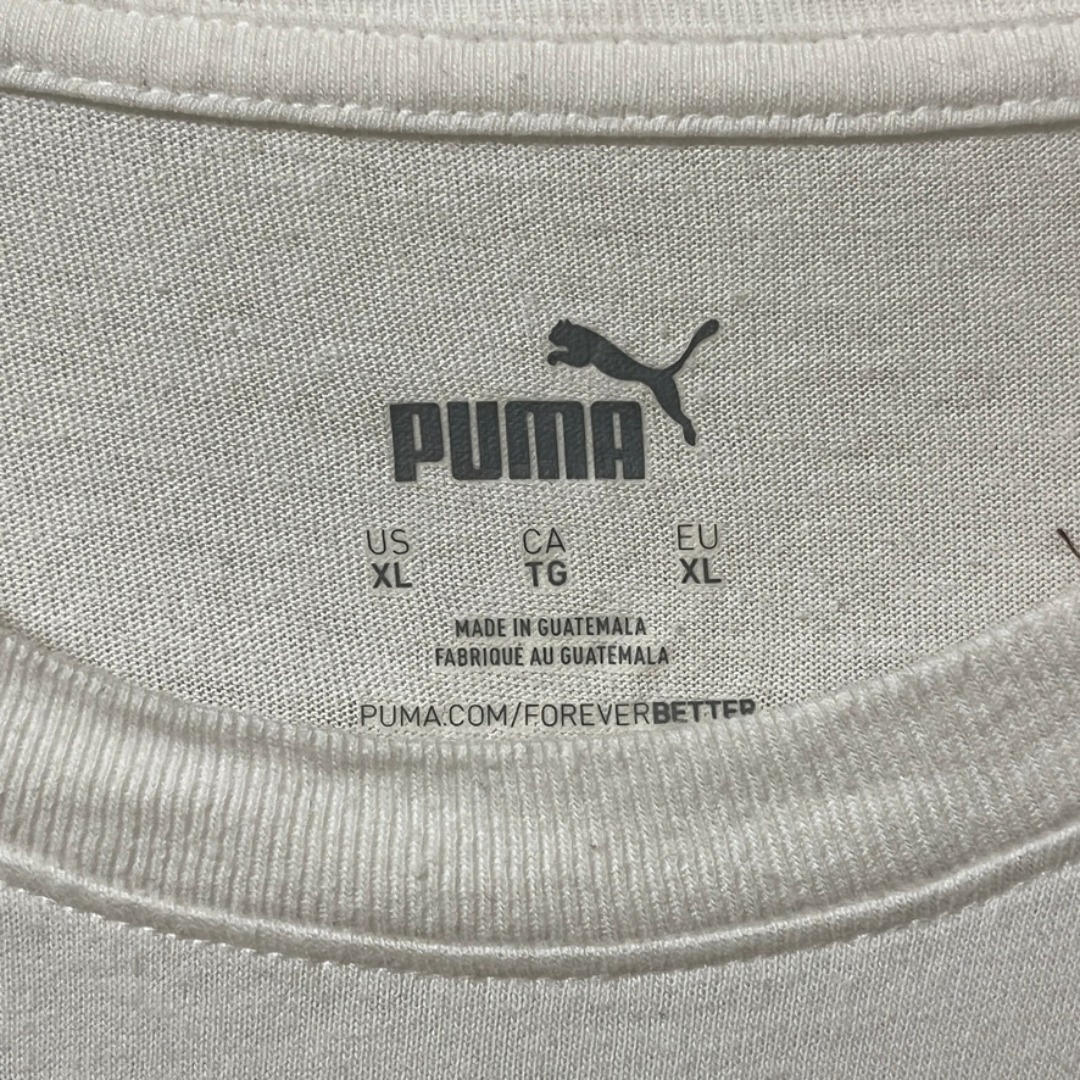 PUMA
US CA EU
XL TG XL
MADE IN GUATEMALA
FABRIQUÉ AU GUATEMALA
PUMA.COM/FOREVERBETTER